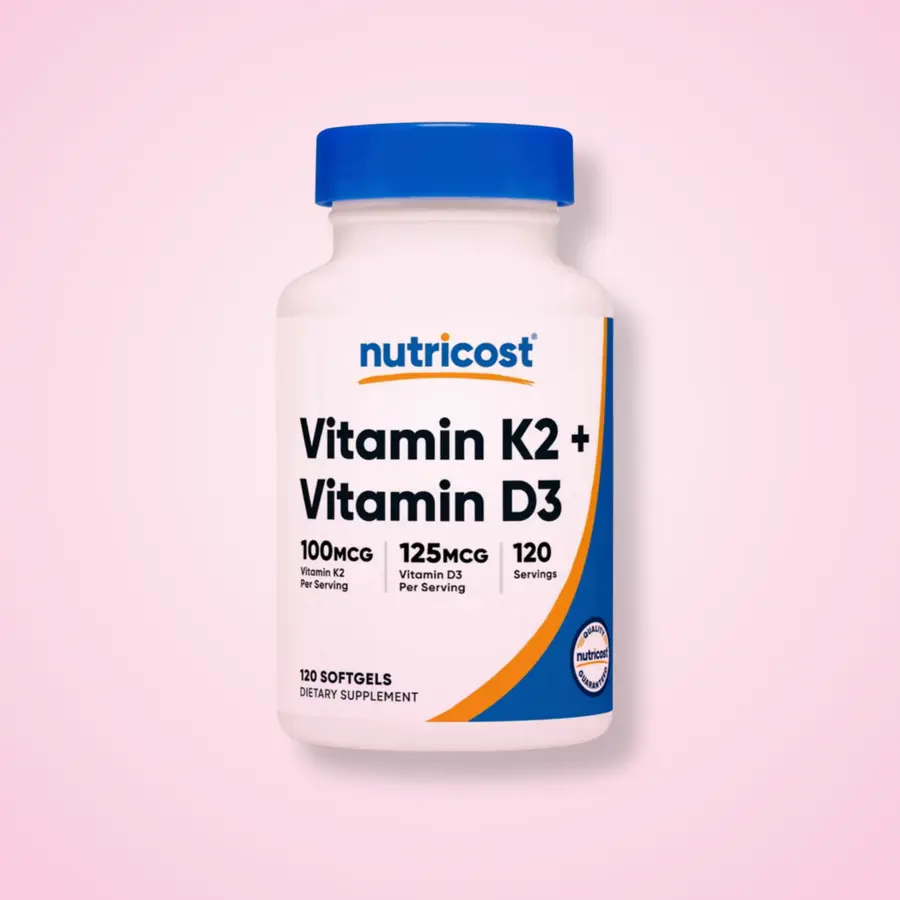 nutricost®
Vitamin K2 +
Vitamin D3
100MCG
Vitamin K2
Per Serving
125MCG
Vitamin D3
Per Serving
120
Servings
QUALITY
nutricost
GUARANTEED
120 SOFTGELS
DIETARY SUPPLEMENT